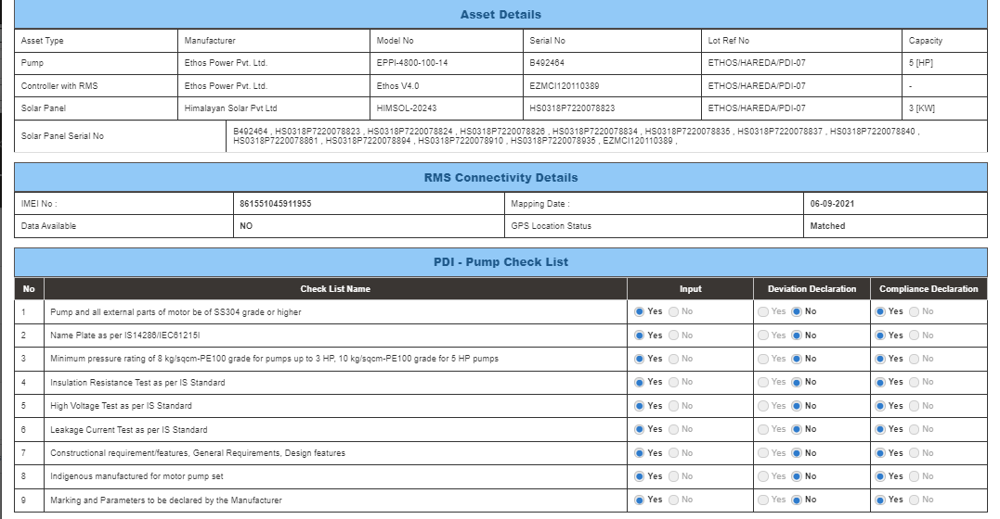 Asset Details
Asset Type Manufacturer Model No Serial No Lot Ref No Capacity
Pump Ethos Power Pvt. Ltd. EPPI-4800-100-14 B492464 ETHOS/HAREDA/PDI-07 5 [HP]
Controller with RMS Ethos Power Pvt. Ltd. Ethos V4.0 EZMCI120110389 ETHOS/HAREDA/PDI-07 -
Solar Panel Himalayan Solar Pvt Ltd HIMSOL-20243 HS0318P7220078823 ETHOS/HAREDA/PDI-07 3 [KW]
Solar Panel Serial No B492464 , HS0318P7220078823 , HS0318P7220078824 , HS0318P7220078826 , HS0318P7220078834 , HS0318P7220078835 , HS0318P7220078837 , HS0318P7220078840 ,
HS0318P7220078861 , HS0318P7220078894 , HS0318P7220078910 , HS0318P7220078935 , EZMCI120110389 ,
RMS Connectivity Details
IMEI No : 861551045911955 Mapping Date : 06-09-2021
Data Available NO GPS Location Status Matched
PDI - Pump Check List
No Check List Name Input Deviation Declaration Compliance Declaration
1 Pump and all external parts of motor be of SS304 grade or higher Yes No Yes No Yes No
2 Name Plate as per IS14286/IEC61215I Yes No Yes No Yes No
3 Minimum pressure rating of 8 kg/sqcm-PE100 grade for pumps up to 3 HP, 10 kg/sqcm-PE100 grade for 5 HP pumps Yes No Yes No Yes No
4 Insulation Resistance Test as per IS Standard Yes No Yes No Yes No
5 High Voltage Test as per IS Standard Yes No Yes No Yes No
6 Leakage Current Test as per IS Standard Yes No Yes No Yes No
7 Constructional requirement/features, General Requirements, Design features Yes No Yes No Yes No
8 Indigenous manufactured for motor pump set Yes No Yes No Yes No
9 Marking and Parameters to be declared by the Manufacturer Yes No Yes No Yes No